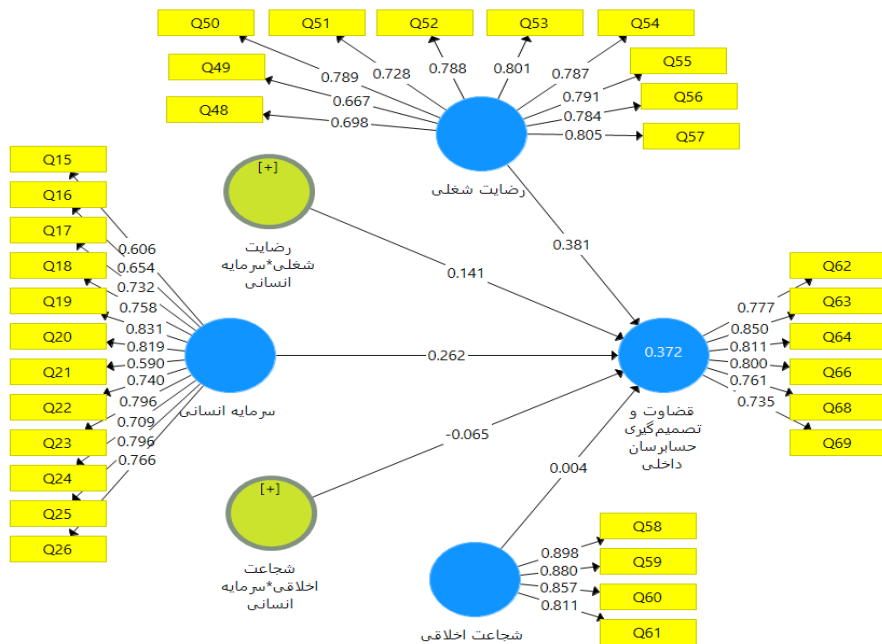 Q50
Q51
Q52
Q53
Q54
Q49
Q55
Q48
Q56
Q57
0.789
0.728
0.788
0.801
0.787
0.667
0.791
0.698
0.784
0.805
رضایت شغلی
Q15
Q16
Q17
Q18
Q19
Q20
Q21
Q22
Q23
Q24
Q25
Q26
0.606
0.654
0.732
0.758
0.831
0.819
0.590
0.740
0.796
0.709
0.796
0.766
سرمایه انسانی
[+]
رضایت
شغلی*سرمایه
انسانی
0.381
0.141
0.262
-0.065
0.004
0.372
قضاوت و
تصمیم‌گیری
حسابرسان
داخلی
0.777
0.850
0.811
0.800
0.761
0.735
Q62
Q63
Q64
Q66
Q68
Q69
[+]
شجاعت
اخلاقی*سرمایه
انسانی
شجاعت اخلاقی
0.898
0.880
0.857
0.811
Q58
Q59
Q60
Q61